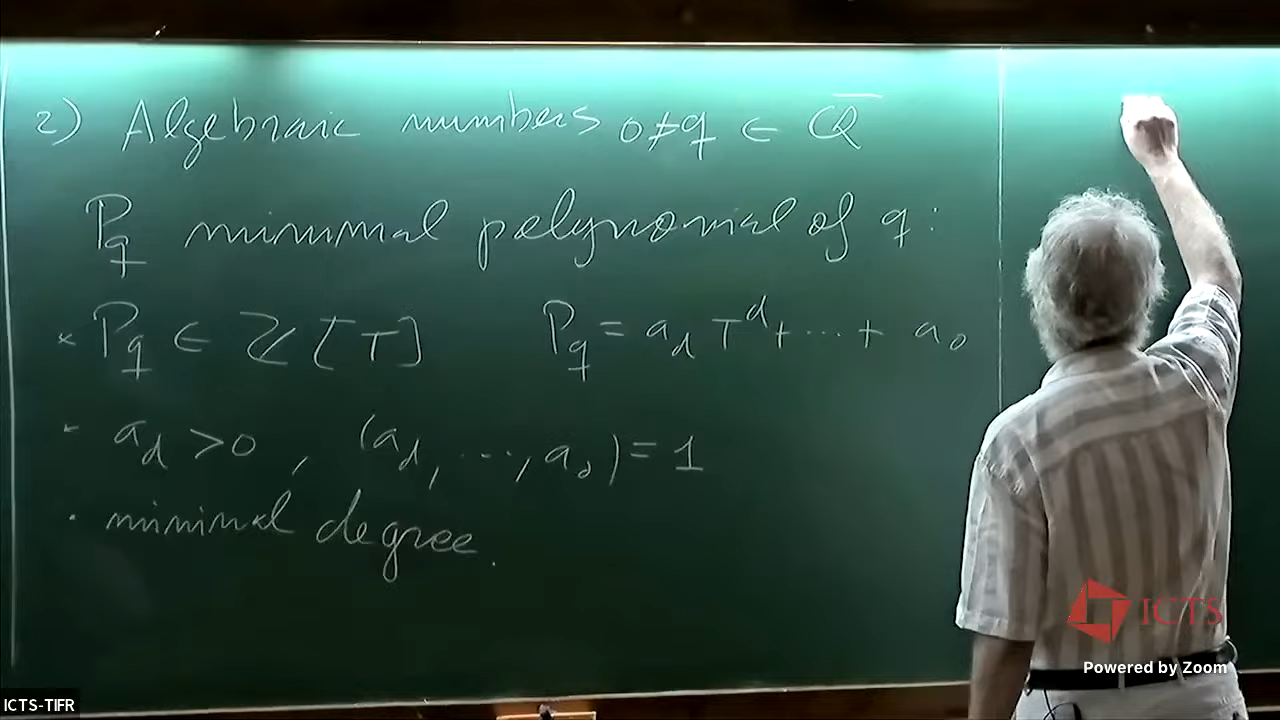 2) Algebraic numbers 0≠q ∈ Q̅
P_q minimal polynomial of q :
× P_q ∈ Z[T] P_q = a_d T^d + ... + a_0
· a_d > 0 , (a_d, ..., a_0) = 1
· minimal degree.
ICTS
Powered by Zoom
ICTS-TIFR